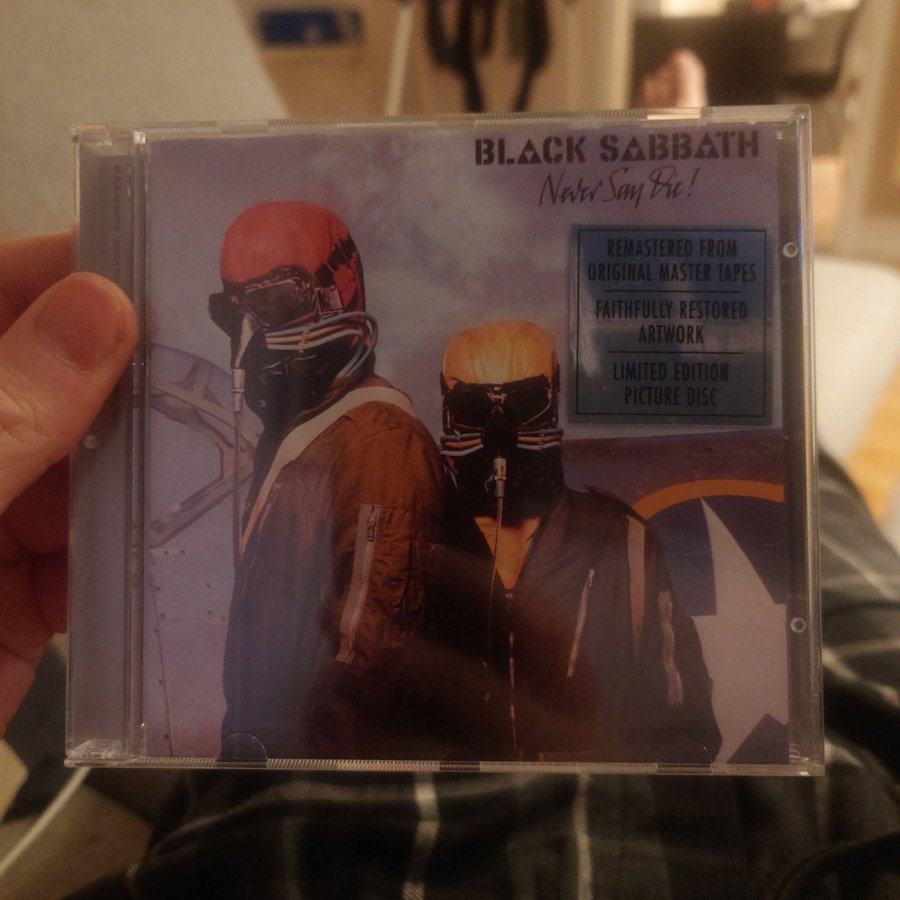 BLACK SABBATH
Never Say Die!
REMASTERED FROM
ORIGINAL MASTER TAPES
FAITHFULLY RESTORED
ARTWORK
LIMITED EDITION
PICTURE DISC